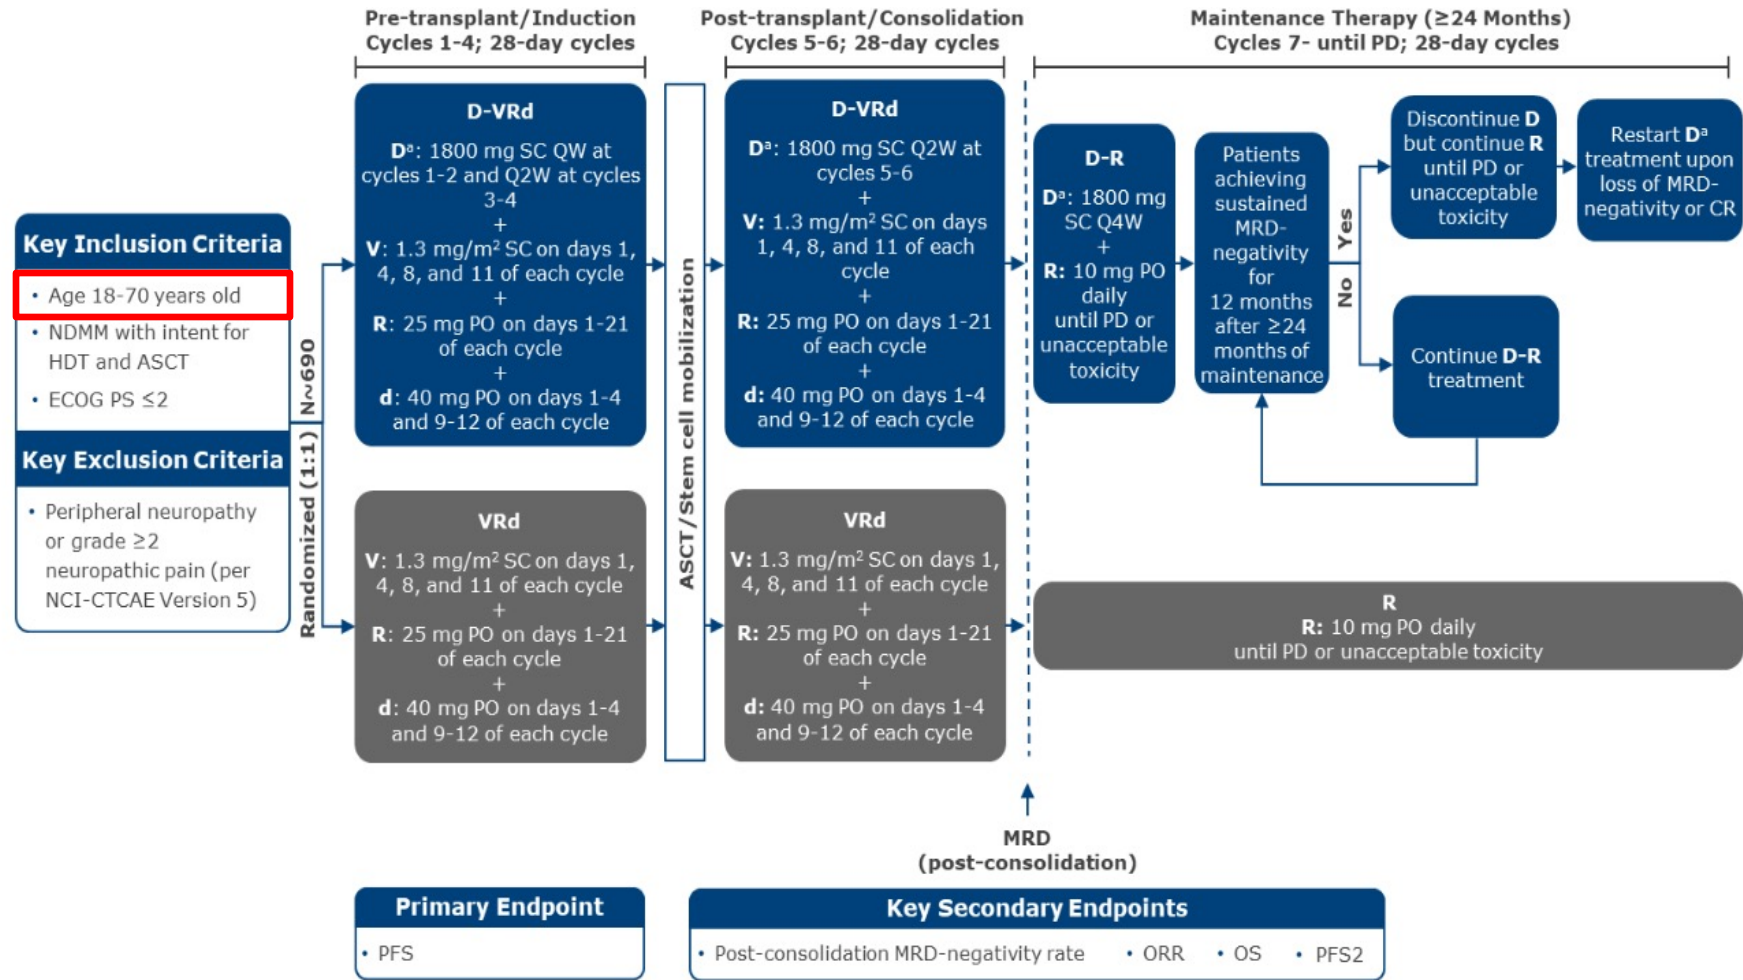 Pre-transplant/Induction
Cycles 1-4; 28-day cycles
Post-transplant/Consolidation
Cycles 5-6; 28-day cycles
Maintenance Therapy (≥24 Months)
Cycles 7- until PD; 28-day cycles
Key Inclusion Criteria
• Age 18-70 years old
• NDMM with intent for
HDT and ASCT
• ECOG PS ≤2
Key Exclusion Criteria
• Peripheral neuropathy
or grade ≥2
neuropathic pain (per
NCI-CTCAE Version 5)
Randomized (1:1) N~690
D-VRd
Dᵃ: 1800 mg SC QW at
cycles 1-2 and Q2W at cycles
3-4
+
V: 1.3 mg/m² SC on days 1,
4, 8, and 11 of each cycle
+
R: 25 mg PO on days 1-21
of each cycle
+
d: 40 mg PO on days 1-4
and 9-12 of each cycle
VRd
V: 1.3 mg/m² SC on days 1,
4, 8, and 11 of each cycle
+
R: 25 mg PO on days 1-21
of each cycle
+
d: 40 mg PO on days 1-4
and 9-12 of each cycle
ASCT/Stem cell mobilization
D-VRd
Dᵃ: 1800 mg SC Q2W at
cycles 5-6
+
V: 1.3 mg/m² SC on days
1, 4, 8, and 11 of each
cycle
+
R: 25 mg PO on days 1-21
of each cycle
+
d: 40 mg PO on days 1-4
and 9-12 of each cycle
VRd
V: 1.3 mg/m² SC on days 1,
4, 8, and 11 of each cycle
+
R: 25 mg PO on days 1-21
of each cycle
+
d: 40 mg PO on days 1-4
and 9-12 of each cycle
MRD
(post-consolidation)
D-R
Dᵃ: 1800 mg
SC Q4W
+
R: 10 mg PO
daily
until PD or
unacceptable
toxicity
Patients
achieving
sustained
MRD-
negativity
for
12 months
after ≥24
months of
maintenance
Yes
No
Discontinue D
but continue R
until PD or
unacceptable
toxicity
Restart Dᵃ
treatment upon
loss of MRD-
negativity or CR
Continue D-R
treatment
R
R: 10 mg PO daily
until PD or unacceptable toxicity
Primary Endpoint
• PFS
Key Secondary Endpoints
• Post-consolidation MRD-negativity rate • ORR • OS • PFS2